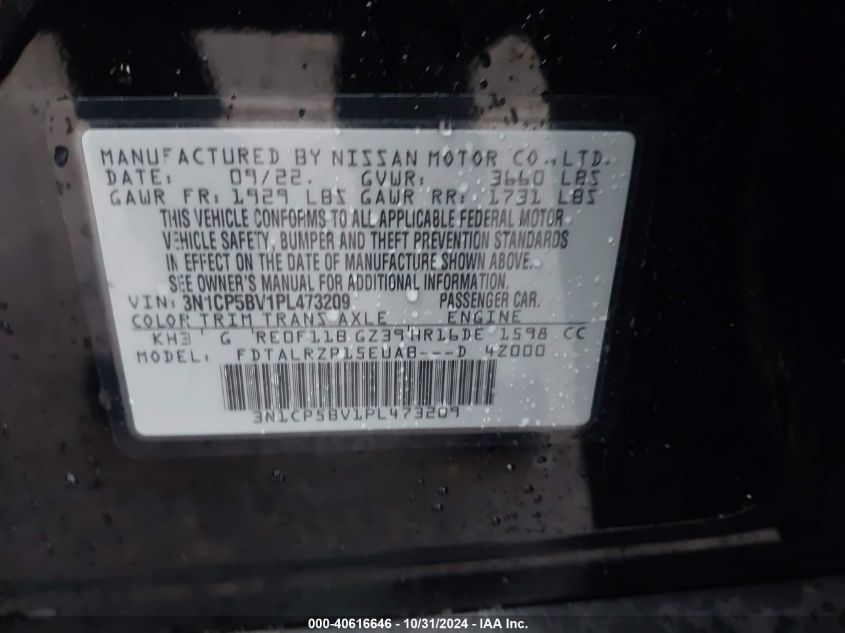 MANUFACTURED BY NISSAN MOTOR CO., LTD.
DATE: 09/22. GVWR: 3660 LBS
GAWR FR: 1929 LBS GAWR RR: 1731 LBS
THIS VEHICLE CONFORMS TO ALL APPLICABLE FEDERAL MOTOR
VEHICLE SAFETY, BUMPER AND THEFT PREVENTION STANDARDS
IN EFFECT ON THE DATE OF MANUFACTURE SHOWN ABOVE.
SEE OWNER'S MANUAL FOR ADDITIONAL INFORMATION.
VIN: 3N1CP5BV1PL473209 PASSENGER CAR.
COLOR TRIM TRANS AXLE ENGINE
KH3 G RE0F11B GZ39 HR16DE 1598 CC
MODEL: FDTALRZP15EUAB---D 4Z000
3N1CP5BV1PL473209
000-40616646 - 10/31/2024 - IAA Inc.